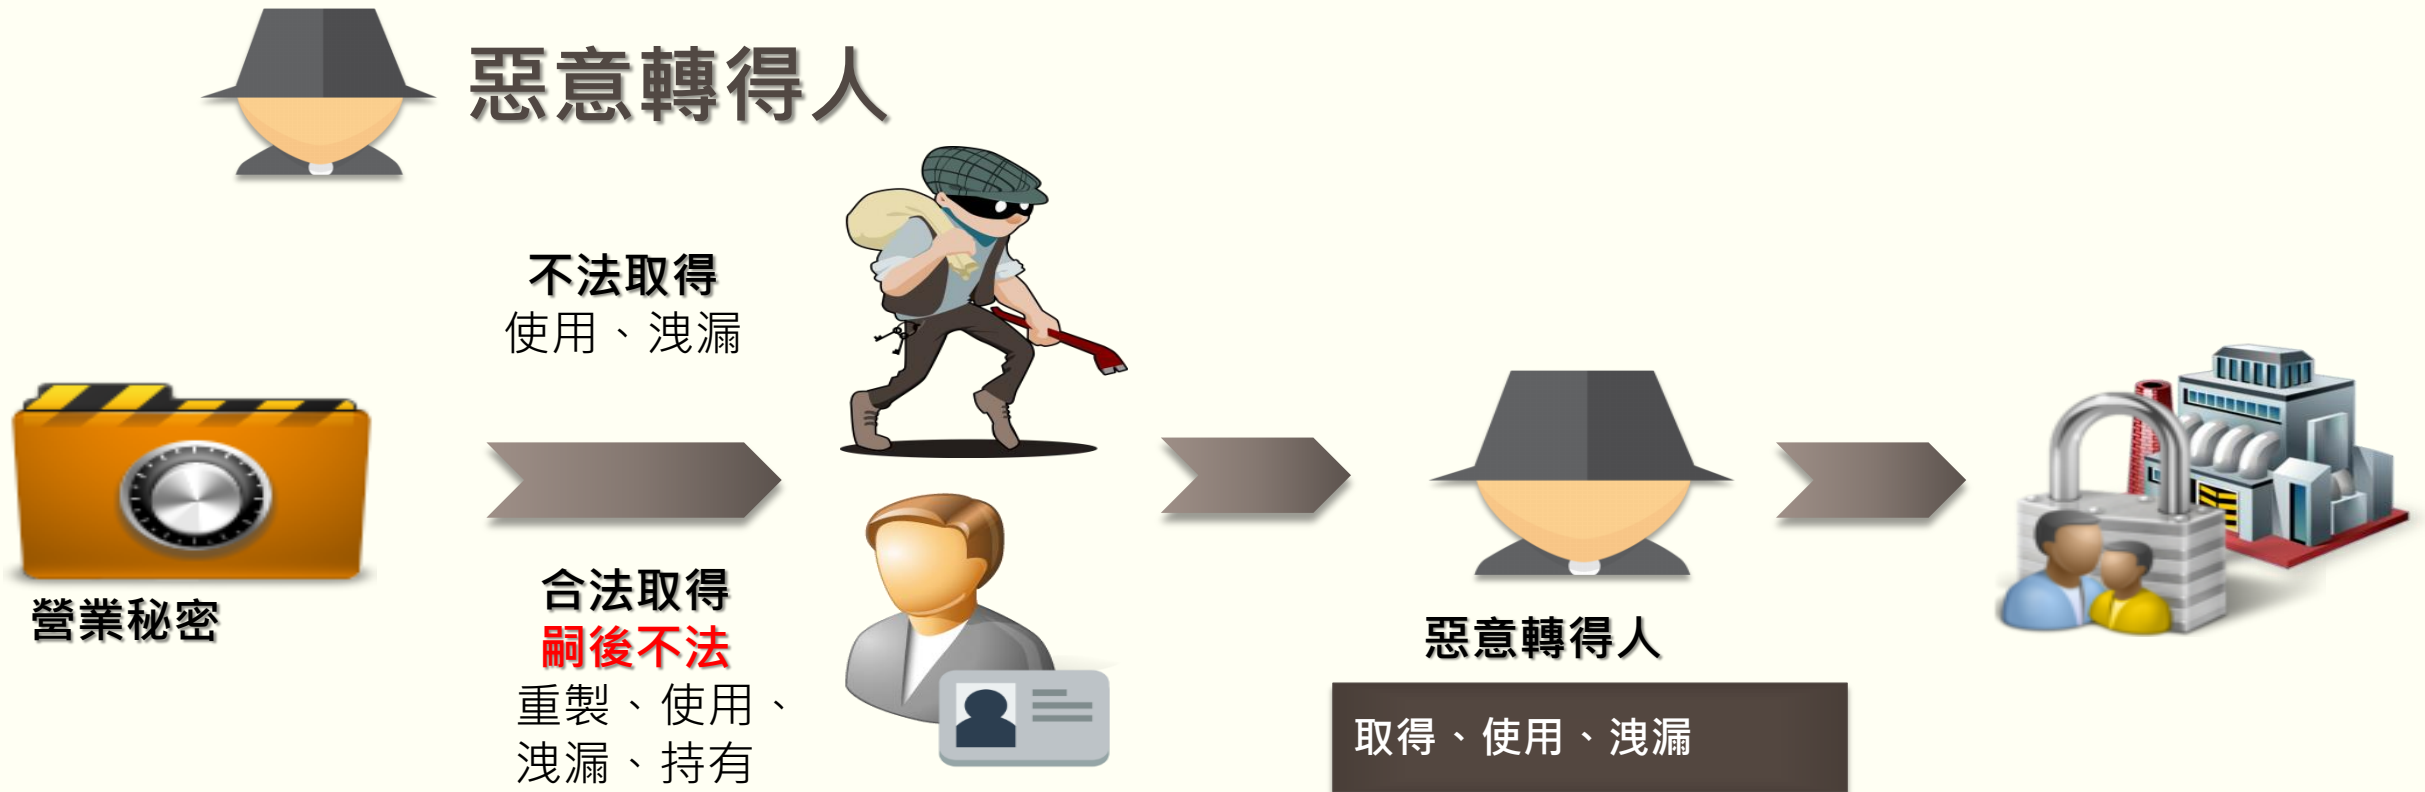 惡意轉得人
不法取得
使用、洩漏
營業秘密
合法取得
嗣後不法
重製、使用、
洩漏、持有
惡意轉得人
取得、使用、洩漏